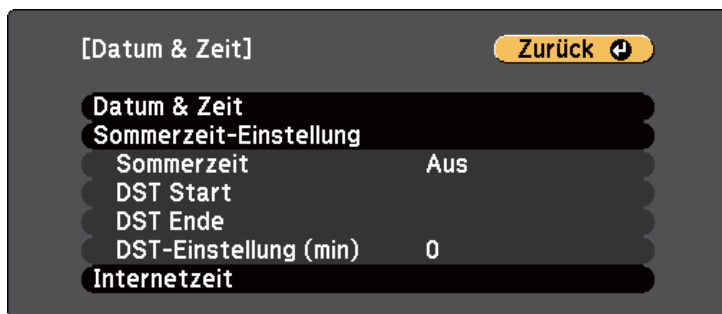 [Datum & Zeit]
Zurück
Datum & Zeit
Sommerzeit-Einstellung
Sommerzeit Aus
DST Start
DST Ende
DST-Einstellung (min) 0
Internetzeit